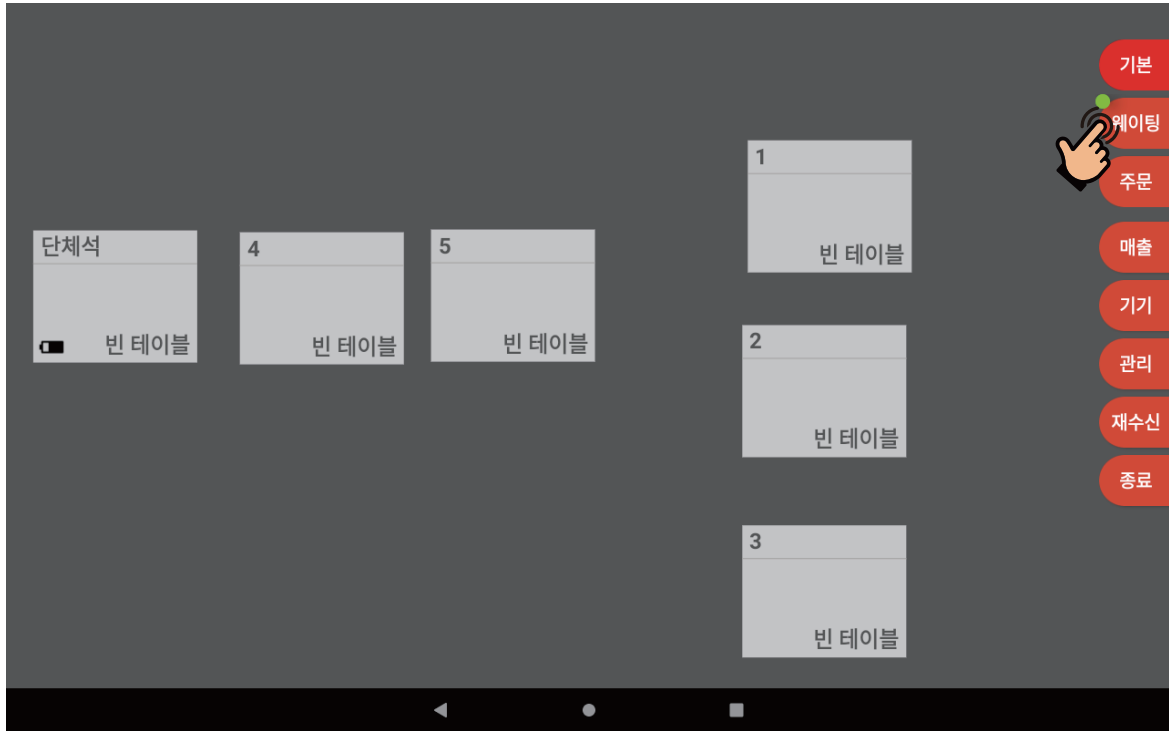 단체석
빈 테이블
4
빈 테이블
5
빈 테이블
1
빈 테이블
2
빈 테이블
3
빈 테이블
기본
웨이팅
주문
매출
기기
관리
재수신
종료